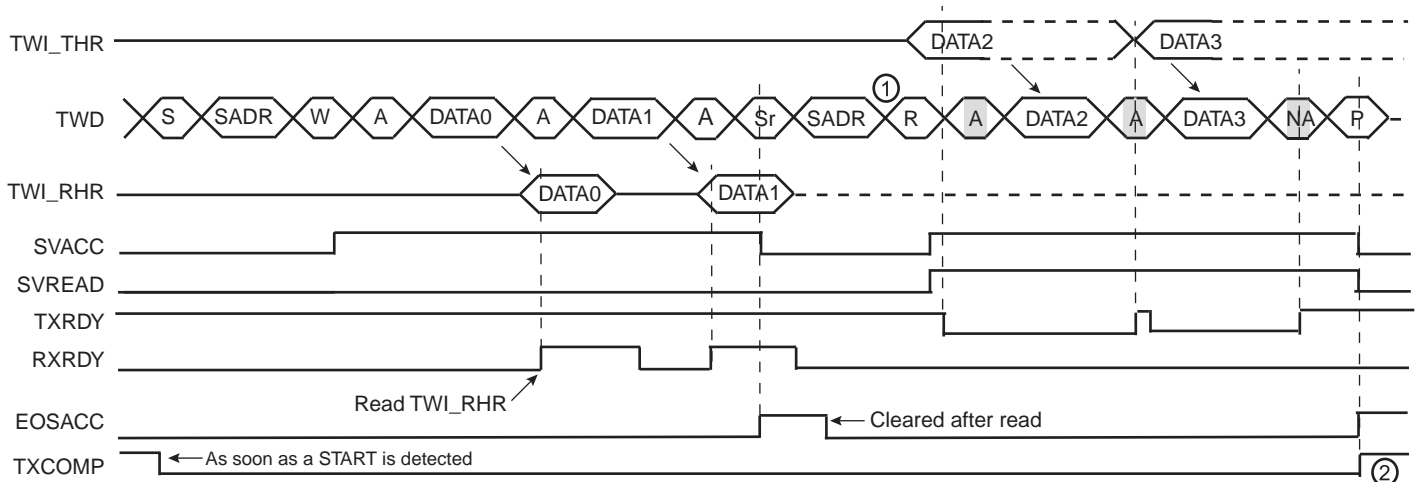 TWI_THR DATA2 DATA3
①
TWD S SADR W A DATA0 A DATA1 A Sr SADR R A DATA2 A DATA3 NA P
TWI_RHR DATA0 DATA1
SVACC
SVREAD
TXRDY
RXRDY
Read TWI_RHR
EOSACC Cleared after read
TXCOMP As soon as a START is detected ②